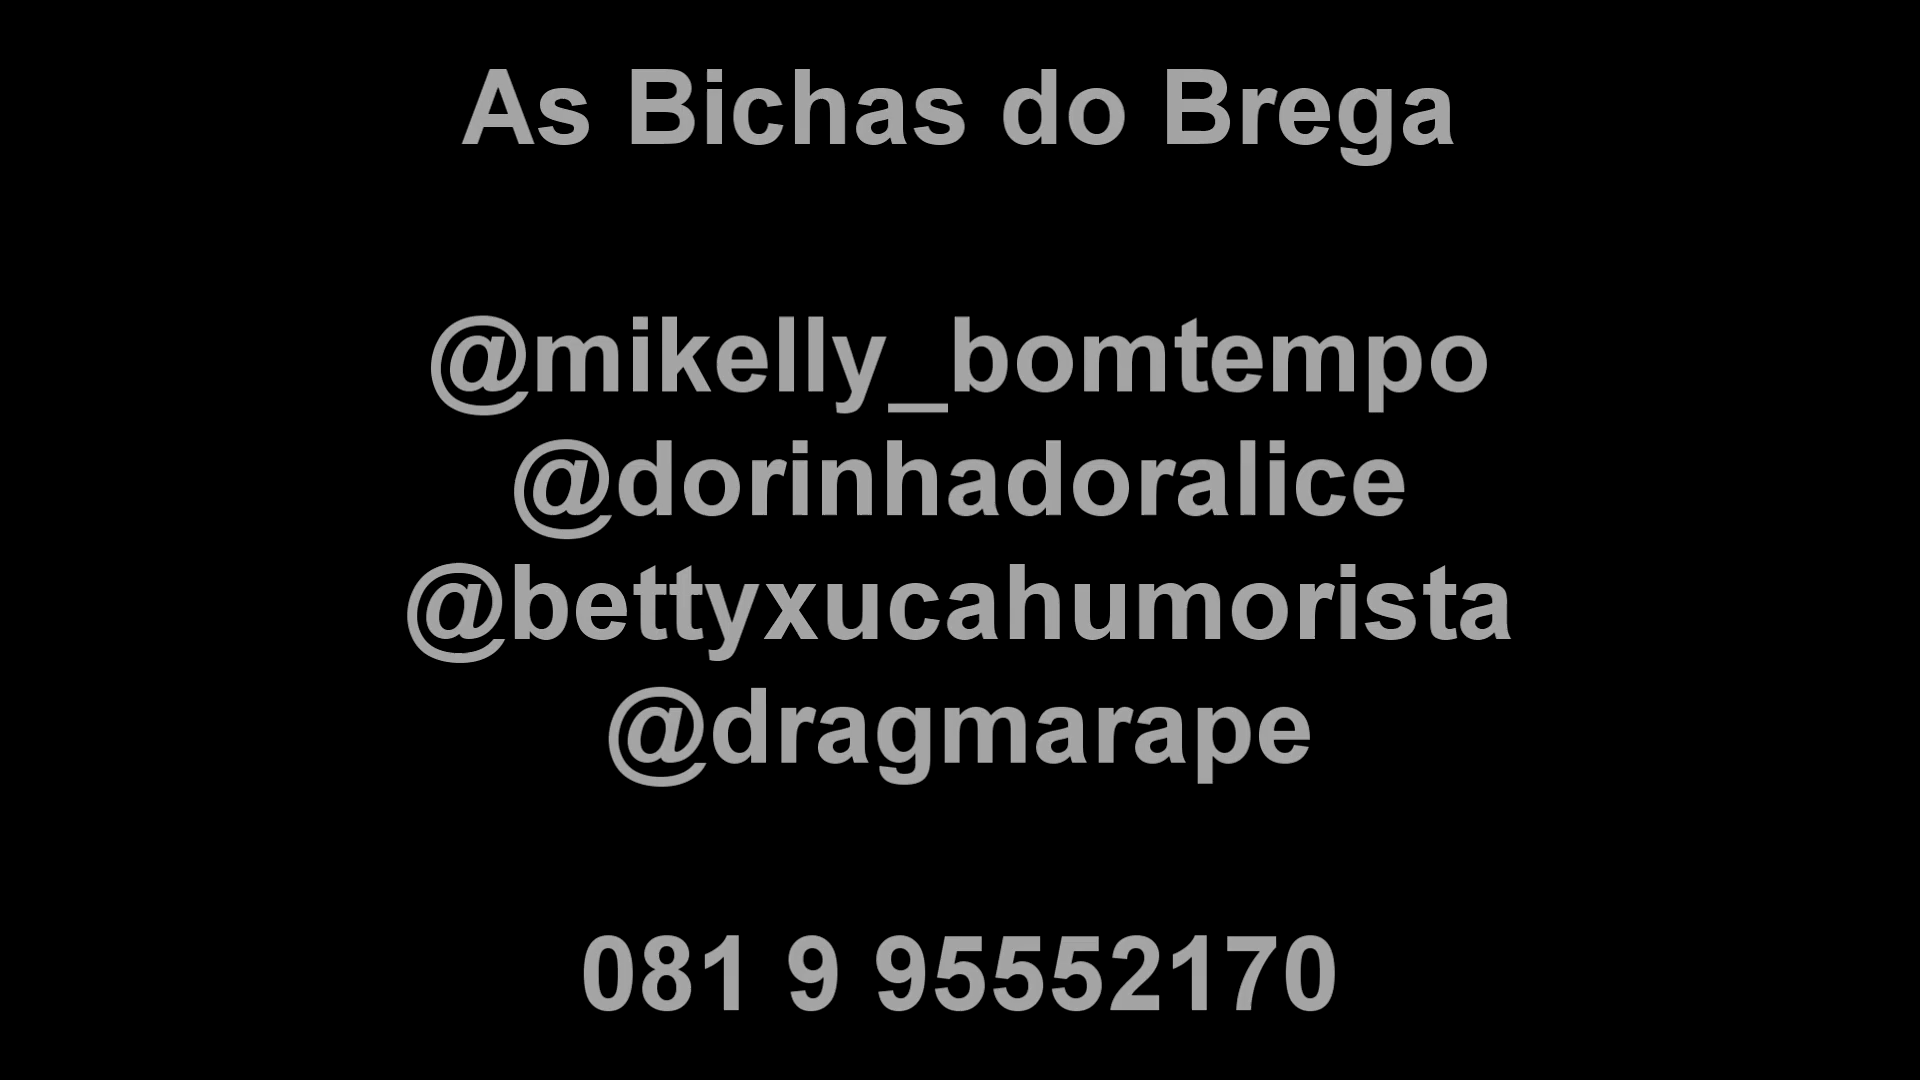 As Bichas do Brega
@mikelly_bomtempo
@dorinhadoralice
@bettyxucahumorista
@dragmarape
081 9 95552170